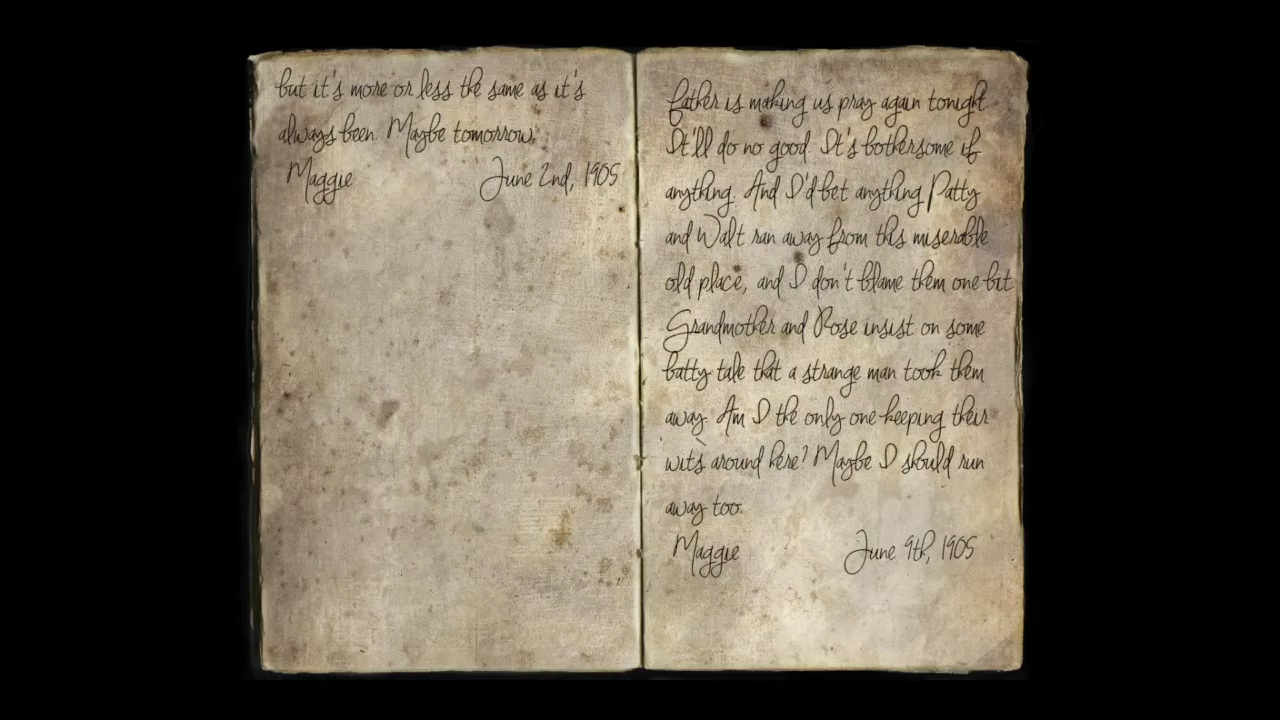 but it's more or less the same as it's
always been. Maybe tomorrow.
Maggie June 2nd, 1905
Father is making us pray again tonight.
It'll do no good. It's bothersome if
anything. And I'd bet anything Patty
and Walt ran away from this miserable
old place, and I don't blame them one bit.
Grandmother and Rose insist on some
batty tale that a strange man took them
away. Am I the only one keeping their
wits around here? Maybe I should run
away too.
Maggie June 9th, 1905